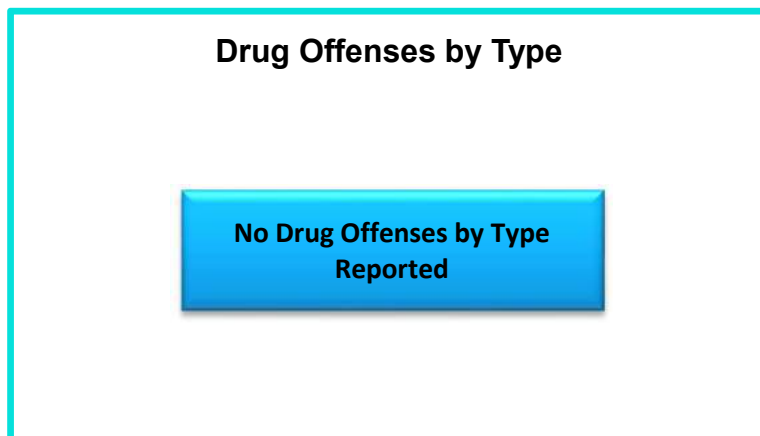 Drug Offenses by Type
No Drug Offenses by Type
Reported